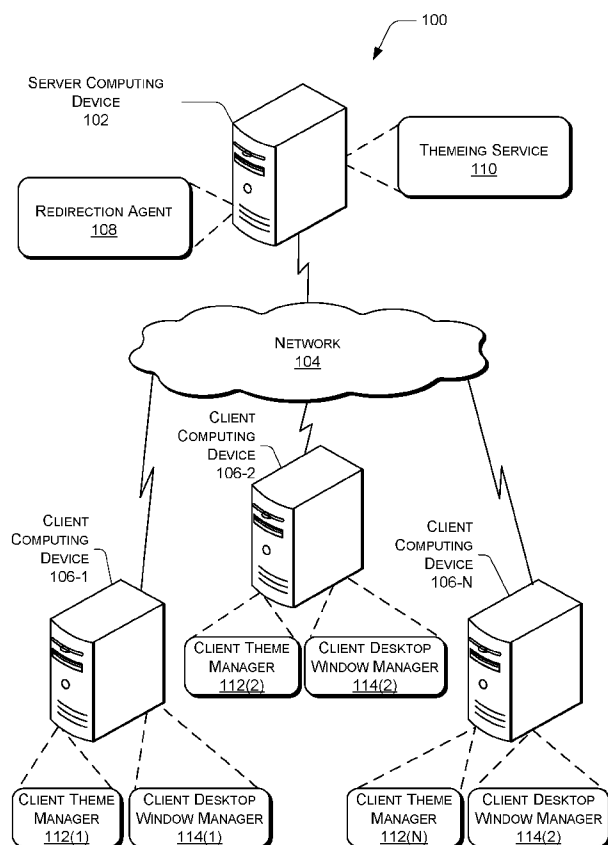 100
SERVER COMPUTING
DEVICE
102
THEMEING SERVICE
110
REDIRECTION AGENT
108
NETWORK
104
CLIENT
COMPUTING
DEVICE
106-2
CLIENT
COMPUTING
DEVICE
106-1
CLIENT
COMPUTING
DEVICE
106-N
CLIENT THEME
MANAGER
112(2)
CLIENT DESKTOP
WINDOW MANAGER
114(2)
CLIENT THEME
MANAGER
112(1)
CLIENT DESKTOP
WINDOW MANAGER
114(1)
CLIENT THEME
MANAGER
112(N)
CLIENT DESKTOP
WINDOW MANAGER
114(2)